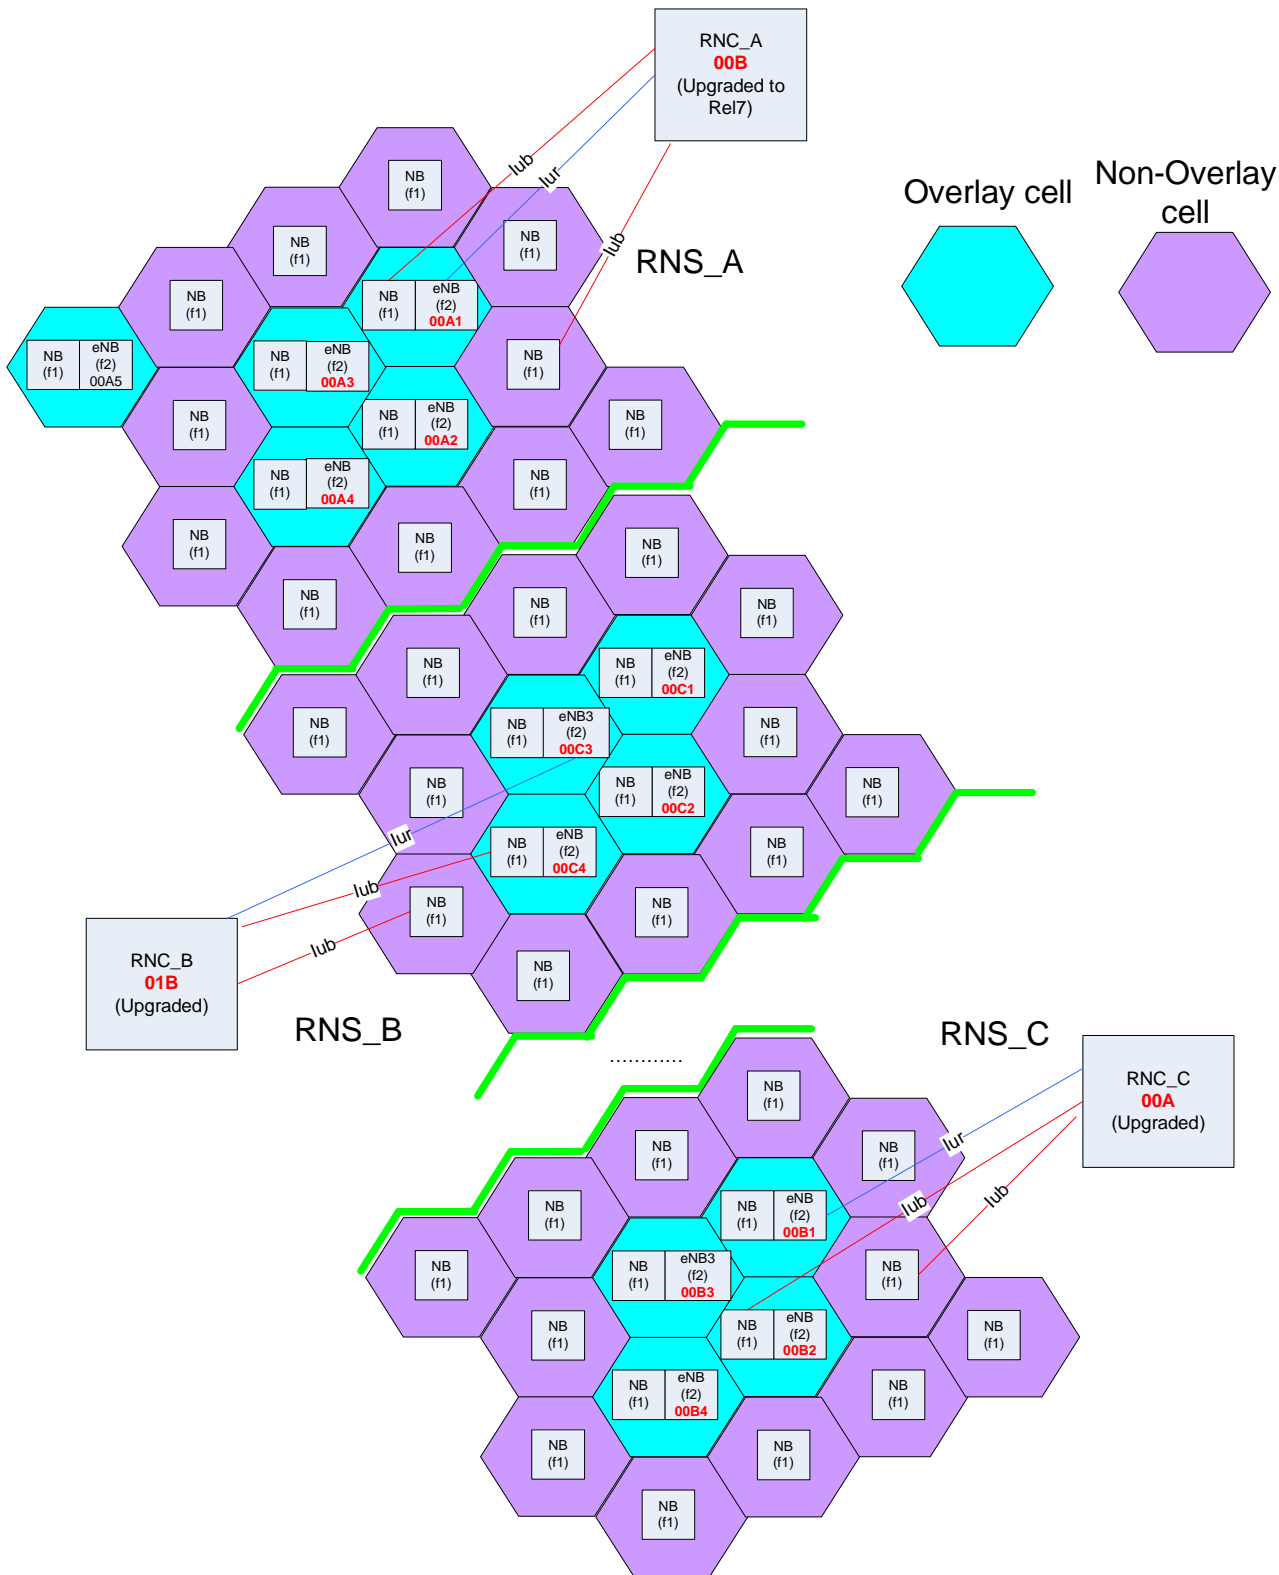 RNC_A
00B
(Upgraded to
Rel7)
Iub
Iur
Iub
Overlay cell
Non-Overlay
cell
RNS_A
NB
(f1)
NB
(f1)
NB
(f1)
NB
(f1)
NB
(f1)
eNB
(f2)
00A1
NB
(f1)
eNB
(f2)
00A5
NB
(f1)
eNB
(f2)
00A3
NB
(f1)
NB
(f1)
NB
(f1)
eNB
(f2)
00A2
NB
(f1)
NB
(f1)
eNB
(f2)
00A4
NB
(f1)
NB
(f1)
NB
(f1)
NB
(f1)
NB
(f1)
NB
(f1)
NB
(f1)
NB
(f1)
NB
(f1)
eNB
(f2)
00C1
NB
(f1)
NB
(f1)
eNB3
(f2)
00C3
NB
(f1)
NB
(f1)
NB
(f1)
eNB
(f2)
00C2
NB
(f1)
Iur
NB
(f1)
eNB
(f2)
00C4
NB
(f1)
Iub
NB
(f1)
NB
(f1)
Iub
NB
(f1)
RNC_B
01B
(Upgraded)
RNS_B
RNS_C
............
RNC_C
00A
(Upgraded)
NB
(f1)
NB
(f1)
NB
(f1)
Iur
Iub
Iub
NB
(f1)
NB
(f1)
eNB
(f2)
00B1
NB
(f1)
NB
(f1)
eNB3
(f2)
00B3
NB
(f1)
NB
(f1)
NB
(f1)
eNB
(f2)
00B2
NB
(f1)
NB
(f1)
eNB
(f2)
00B4
NB
(f1)
NB
(f1)
NB
(f1)
NB
(f1)